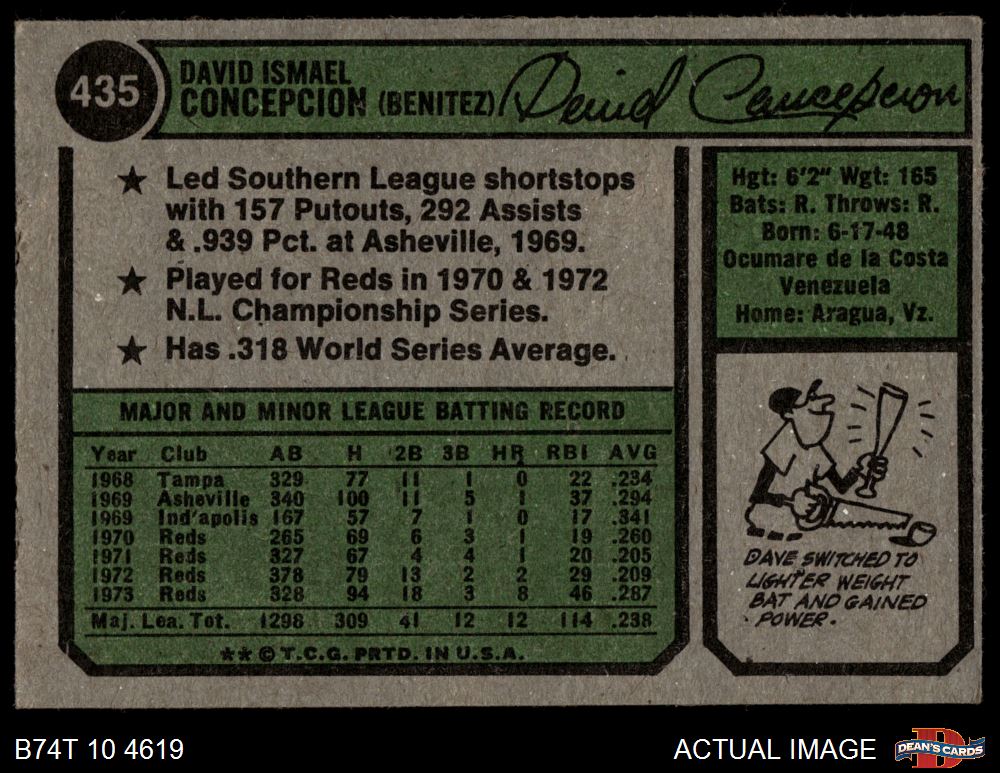 435
DAVID ISMAEL
CONCEPCION (BENITEZ)
David Concepcion
★ Led Southern League shortstops
with 157 Putouts, 292 Assists
& .939 Pct. at Asheville, 1969.
★ Played for Reds in 1970 & 1972
N.L. Championship Series.
★ Has .318 World Series Average.
Hgt: 6'2" Wgt: 165
Bats: R. Throws: R.
Born: 6-17-48
Ocumare de la Costa
Venezuela
Home: Aragua, Vz.
MAJOR AND MINOR LEAGUE BATTING RECORD
Year Club AB H 2B 3B HR RBI AVG
1968 Tampa 329 77 11 1 0 22 .234
1969 Asheville 340 100 11 5 1 37 .294
1969 Ind'apolis 167 57 7 1 0 17 .341
1970 Reds 265 69 6 3 1 19 .260
1971 Reds 327 67 4 4 1 20 .205
1972 Reds 378 79 13 2 2 29 .209
1973 Reds 328 94 18 3 8 46 .287
Maj. Lea. Tot. 1298 309 41 12 12 114 .238
★★ © T.C.G. PRTD. IN U.S.A.
DAVE SWITCHED TO
LIGHTER WEIGHT
BAT AND GAINED
POWER.
B74T 10 4619
ACTUAL IMAGE
D
DEAN'S CARDS